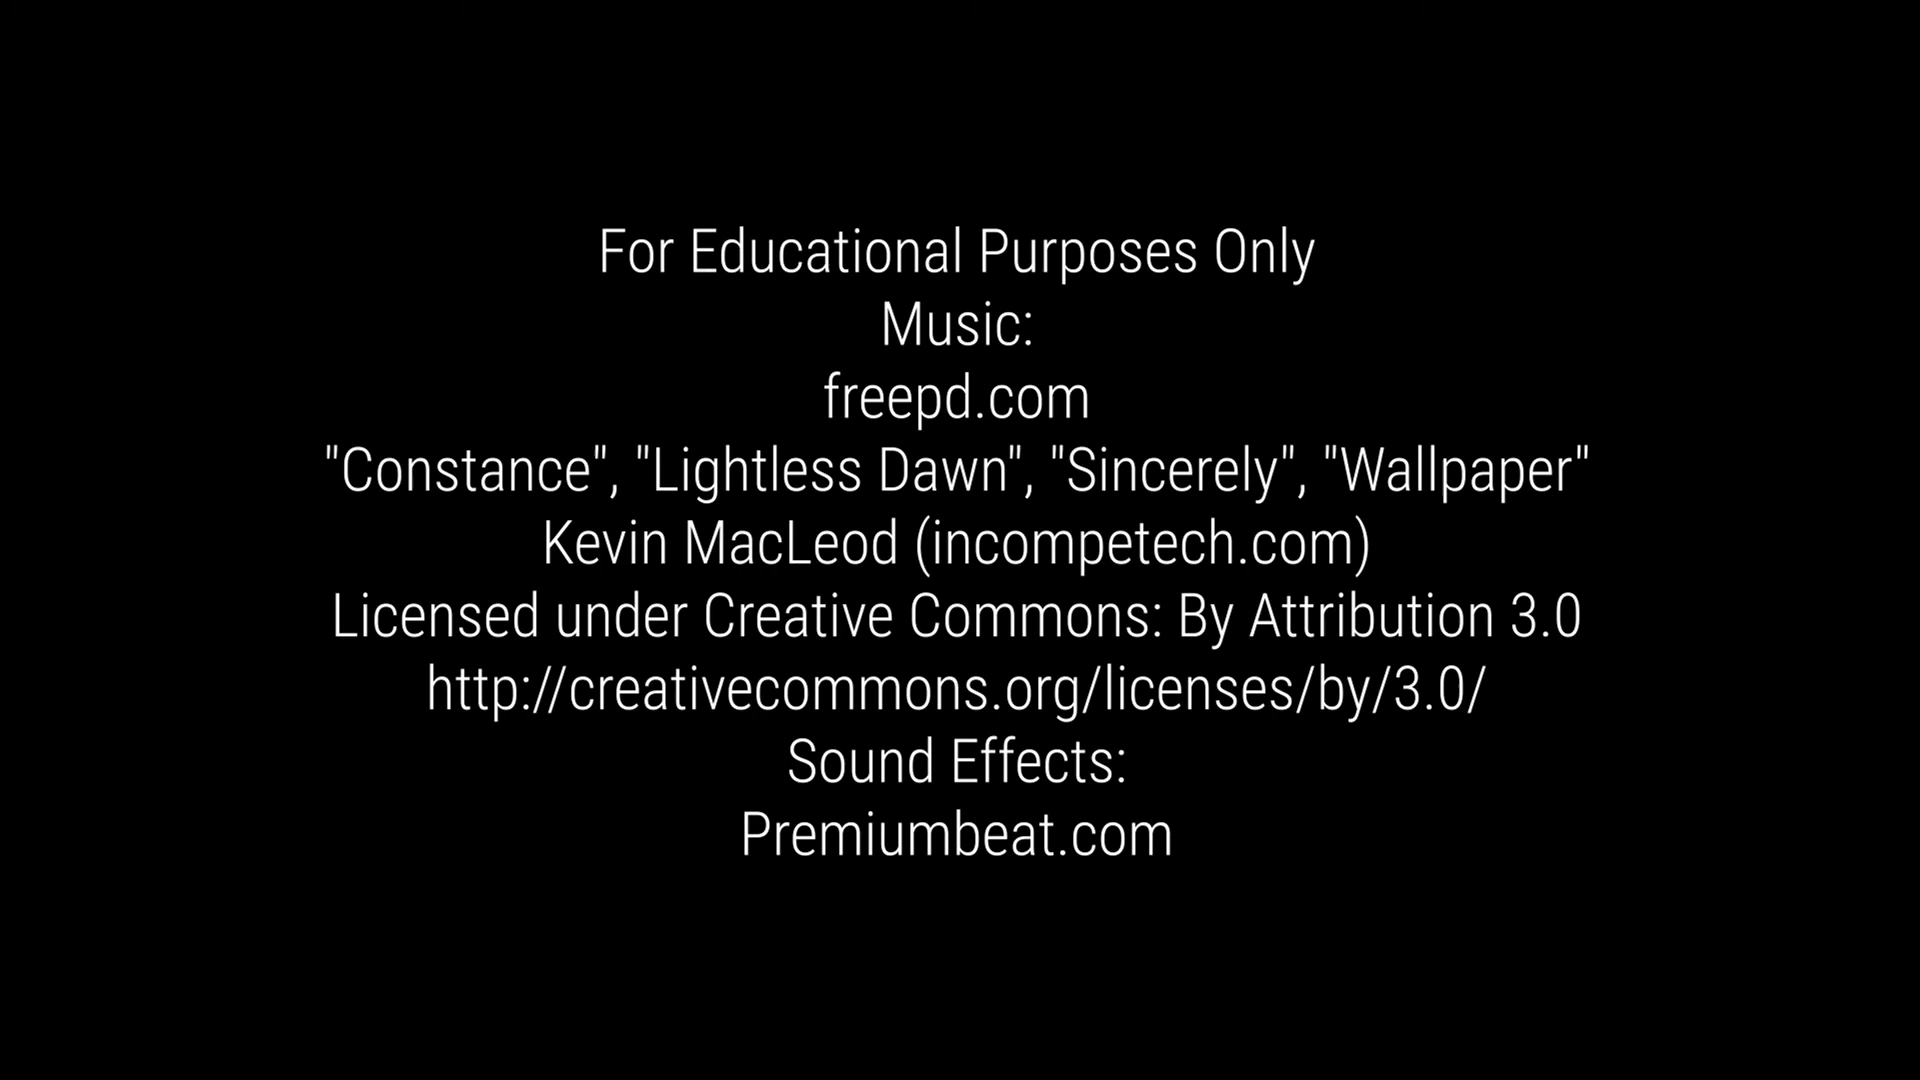 For Educational Purposes Only
Music:
freepd.com
"Constance", "Lightless Dawn", "Sincerely", "Wallpaper"
Kevin MacLeod (incompetech.com)
Licensed under Creative Commons: By Attribution 3.0
http://creativecommons.org/licenses/by/3.0/
Sound Effects:
Premiumbeat.com